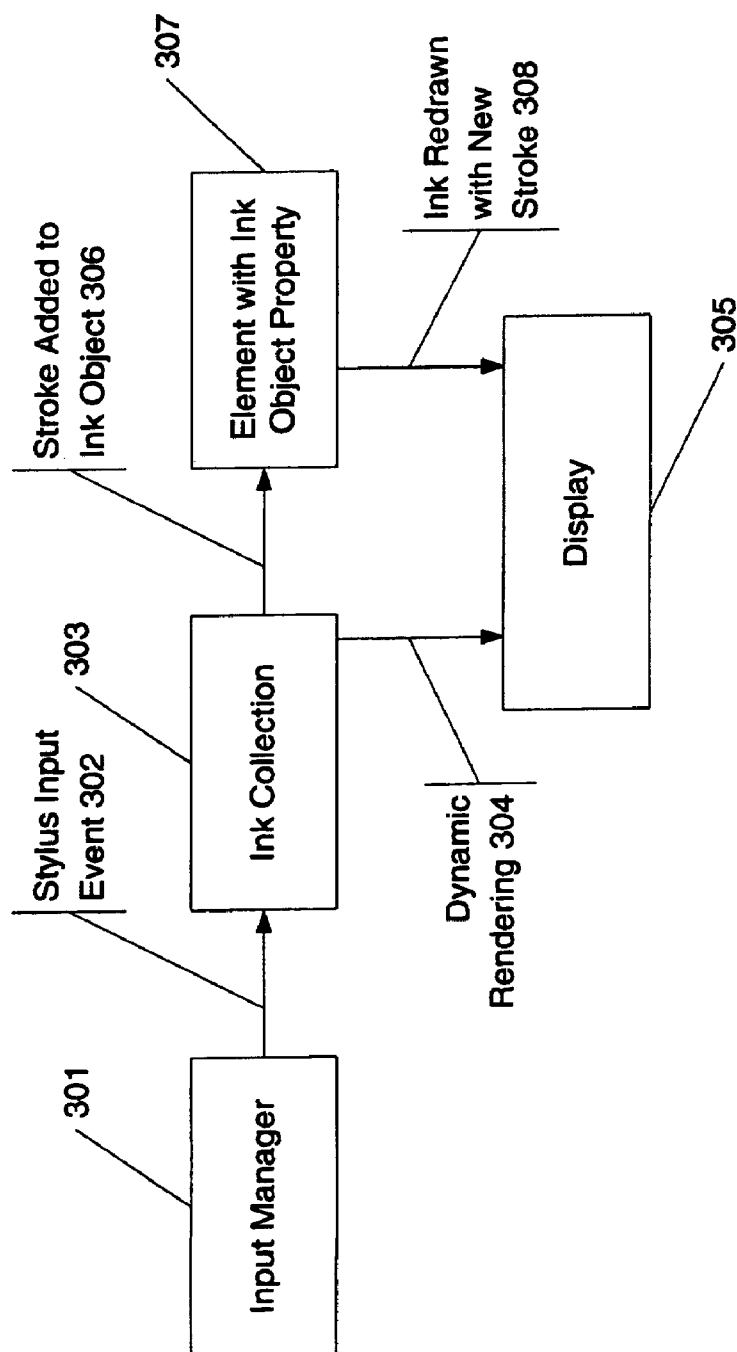 301
Input Manager
Stylus Input
Event 302
303
Ink Collection
Dynamic
Rendering 304
Stroke Added to
Ink Object 306
307
Element with Ink
Object Property
Ink Redrawn
with New
Stroke 308
Display
305